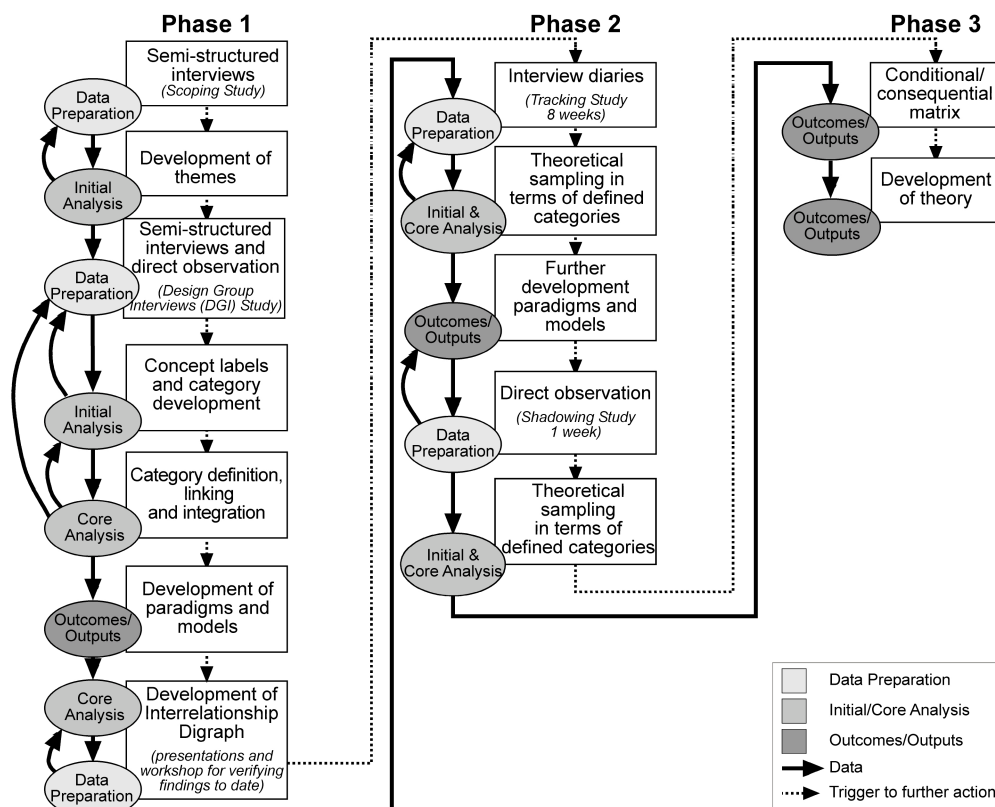 Phase 1
Semi-structured
interviews
(Scoping Study)
Data
Preparation
Development of
themes
Initial
Analysis
Semi-structured
interviews and
direct observation
(Design Group
Interviews (DGI) Study)
Data
Preparation
Concept labels
and category
development
Initial
Analysis
Category definition,
linking
and integration
Core
Analysis
Development of
paradigms and
models
Outcomes/
Outputs
Core
Analysis
Development of
Interrelationship
Digraph
(presentations and
workshop for verifying
findings to date)
Data
Preparation
Phase 2
Interview diaries
(Tracking Study
8 weeks)
Data
Preparation
Theoretical
sampling in
terms of defined
categories
Initial &
Core Analysis
Further
development
paradigms and
models
Outcomes/
Outputs
Direct observation
(Shadowing Study
1 week)
Data
Preparation
Theoretical
sampling
in terms of
defined categories
Initial &
Core Analysis
Phase 3
Conditional/
consequential
matrix
Outcomes/
Outputs
Development
of theory
Outcomes/
Outputs
Data Preparation
Initial/Core Analysis
Outcomes/Outputs
Data
Trigger to further action